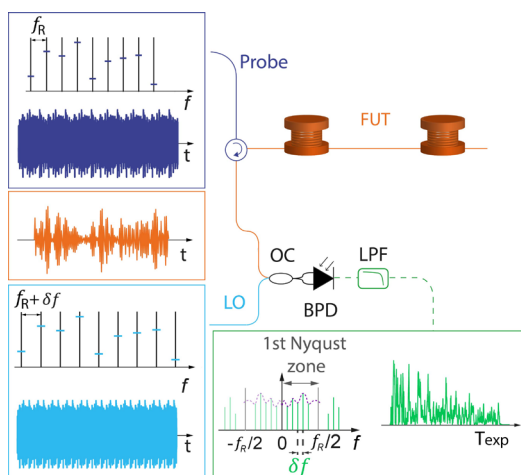 f_R
f
t
Probe
FUT
t
f_R + δf
f
t
LO
OC
BPD
LPF
1st Nyqust
zone
-f_R/2
0
f_R/2
f
δf
T_exp